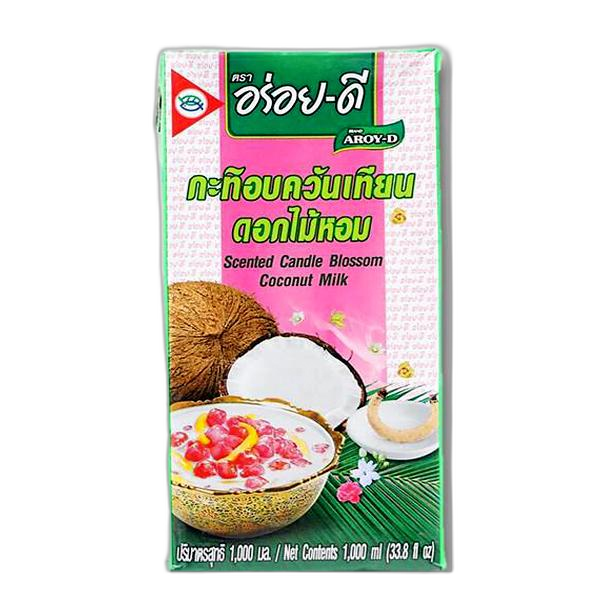 ตรา
อร่อย-ดี
BRAND
AROY-D
กะทิอบควันเทียน
ดอกไม้หอม
Scented Candle Blossom
Coconut Milk
ปริมาตรสุทธิ 1,000 มล. / Net Contents 1,000 ml (33.8 fl oz)